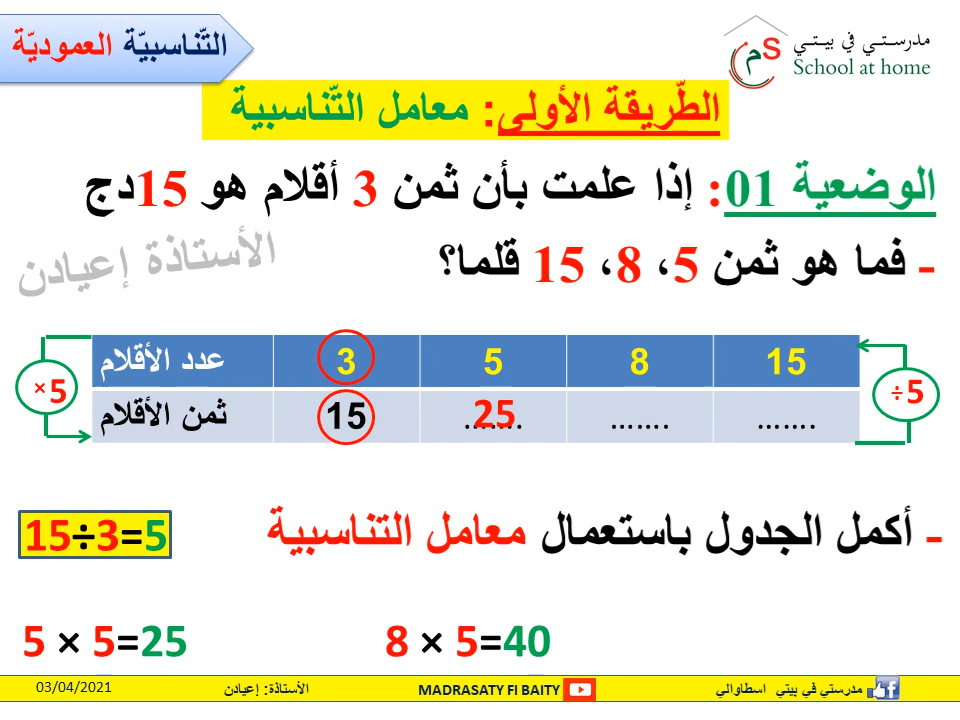 التّناسبيّة العموديّة
مدرستي في بيتي
School at home
الطّريقة الأولى: معامل التّناسبية
الوضعية 01: إذا علمت بأن ثمن 3 أقلام هو 15دج
- فما هو ثمن 5، 8، 15 قلما؟
الأستاذة إعيادن
عدد الأقلام 3 5 8 15
ثمن الأقلام 15 25 ....... ....... .......
×5
÷5
- أكمل الجدول باستعمال معامل التناسبية
15÷3=5
5 × 5=25
8 × 5=40
03/04/2021
الأستاذة: إعيادن
MADRASATY FI BAITY
مدرستي في بيتي اسطاوالي